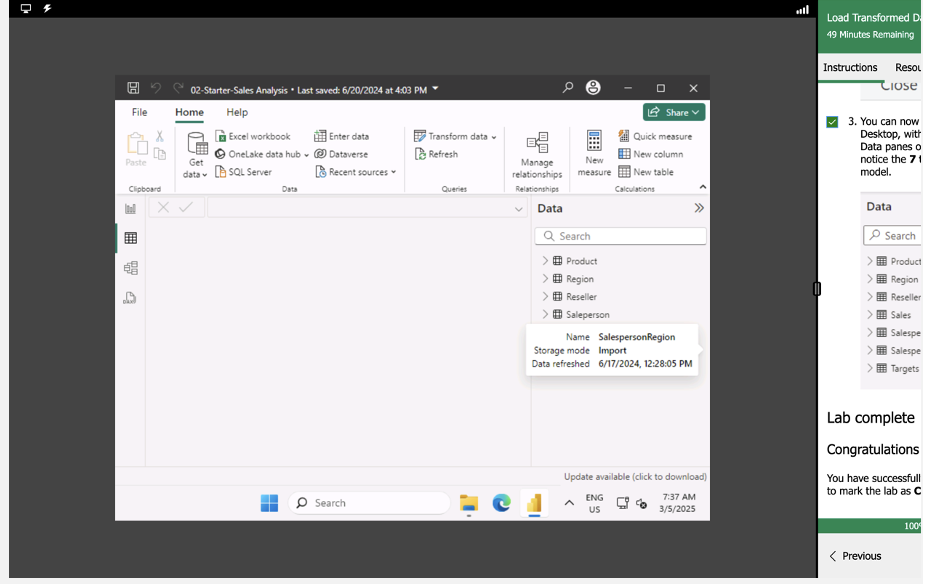 Load Transformed Da
49 Minutes Remaining
Instructions Resou
Close
3. You can now
Desktop, with
Data panes o
notice the 7 t
model.
Data
Search
Product
Region
Reseller
Sales
Salespe
Salespe
Targets
Lab complete
Congratulations
You have successfull
to mark the lab as C
100%
Previous
02-Starter-Sales Analysis • Last saved: 6/20/2024 at 4:03 PM
File Home Help Share
Paste
Clipboard
Get
data
Excel workbook
OneLake data hub
SQL Server
Enter data
Dataverse
Recent sources
Data
Transform data
Refresh
Queries
Manage
relationships
Relationships
New
measure
Quick measure
New column
New table
Calculations
Data
Search
Product
Region
Reseller
Saleperson
Name SalespersonRegion
Storage mode Import
Data refreshed 6/17/2024, 12:28:05 PM
Update available (click to download)
Search
ENG
US
7:37 AM
3/5/2025